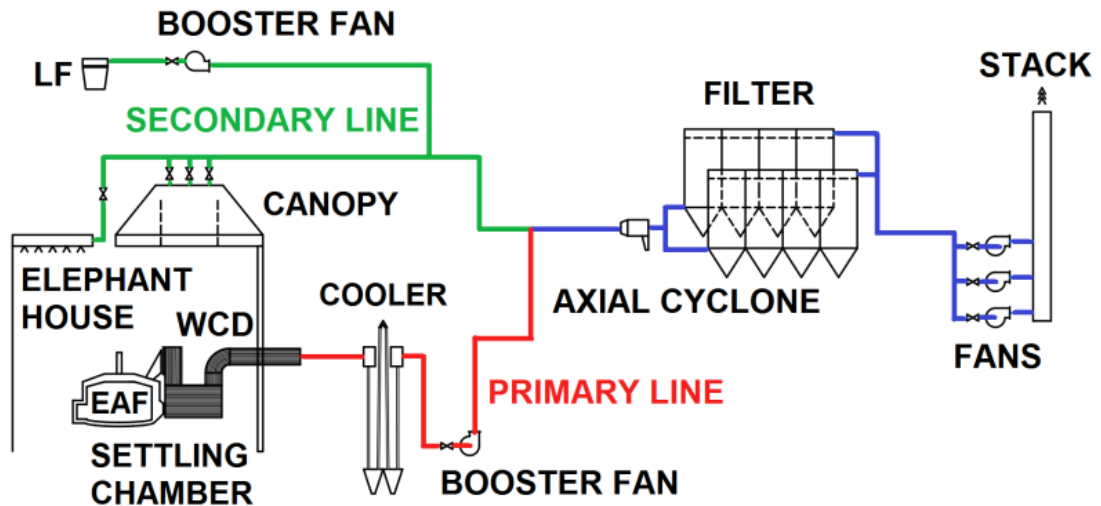 BOOSTER FAN
LF
STACK
FILTER
SECONDARY LINE
CANOPY
ELEPHANT
HOUSE
COOLER
AXIAL CYCLONE
WCD
FANS
PRIMARY LINE
EAF
SETTLING
CHAMBER
BOOSTER FAN